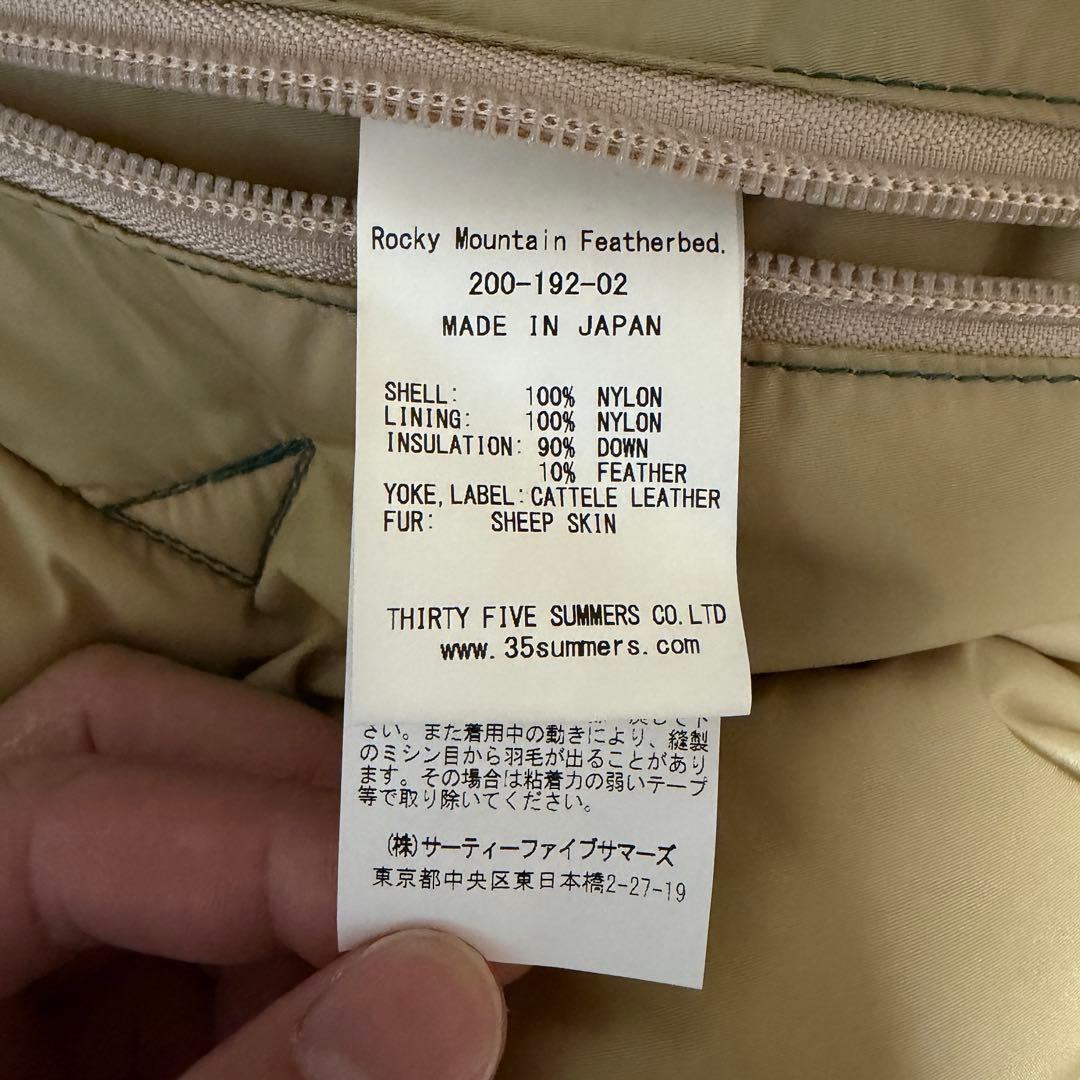 Rocky Mountain Featherbed.
200-192-02
MADE IN JAPAN
SHELL: 100% NYLON
LINING: 100% NYLON
INSULATION: 90% DOWN
10% FEATHER
YOKE, LABEL: CATTELE LEATHER
FUR: SHEEP SKIN
THIRTY FIVE SUMMERS CO.LTD
www.35summers.com
さい。また着用中の動きにより、縫製
のミシン目から羽毛が出ることがあり
ます。その場合は粘着力の弱いテープ
等で取り除いてください。
(株)サーティーファイブサマーズ
東京都中央区東日本橋2-27-19